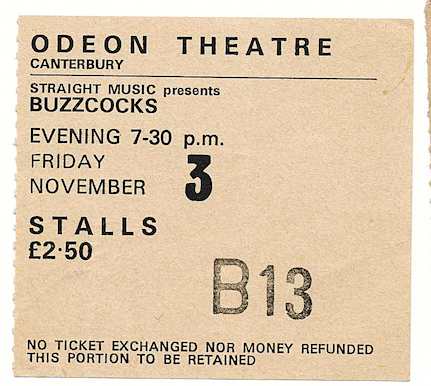 ODEON THEATRE
CANTERBURY
STRAIGHT MUSIC presents
BUZZCOCKS
EVENING 7-30 p.m.
FRIDAY
NOVEMBER 3
STALLS
£2·50
B13
NO TICKET EXCHANGED NOR MONEY REFUNDED
THIS PORTION TO BE RETAINED